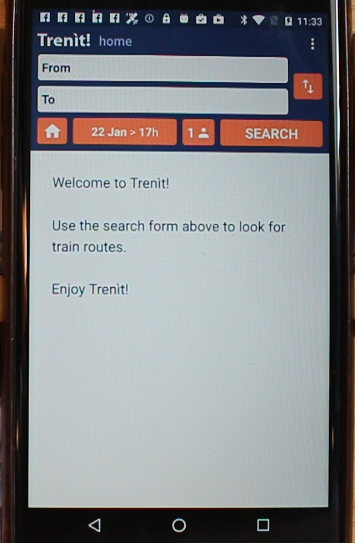 11:33
Trenìt! home
From
To
22 Jan > 17h
1
SEARCH
Welcome to Trenìt!
Use the search form above to look for
train routes.
Enjoy Trenìt!